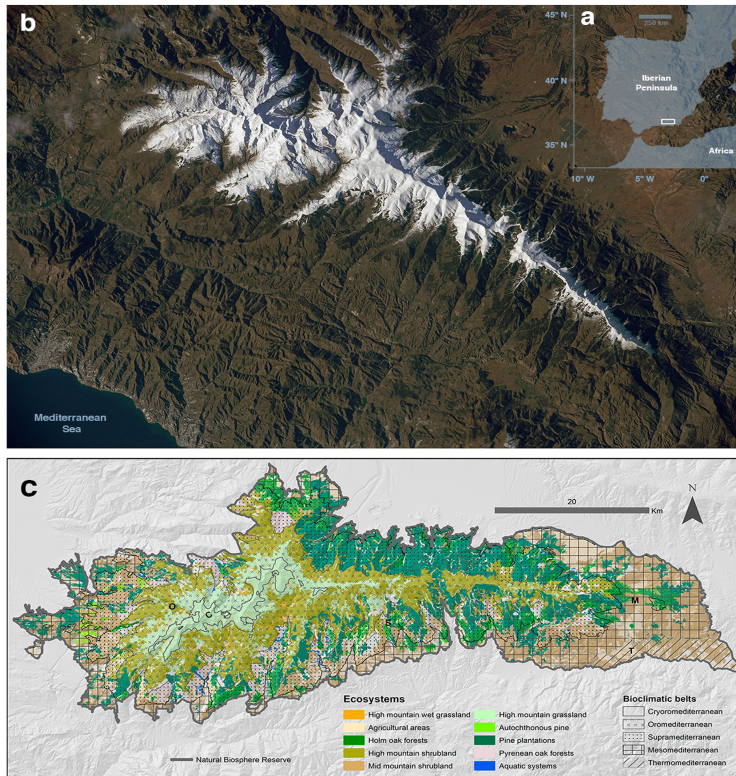 b
a
45° N
250 km
40° N
Iberian
Peninsula
35° N
Africa
10° W
5° W
0°
Mediterranean
Sea
c
N
20
Km
O
C
S
M
T
Ecosystems
High mountain wet grassland
Agricultural areas
Holm oak forests
High mountain shrubland
Mid mountain shrubland
High mountain grassland
Autochthonous pine
Pine plantations
Pyrenean oak forests
Aquatic systems
Bioclimatic belts
Cryoromediterranean
Oromediterranean
Supramediterranean
Mesomediterranean
Thermomediterranean
Natural Biosphere Reserve